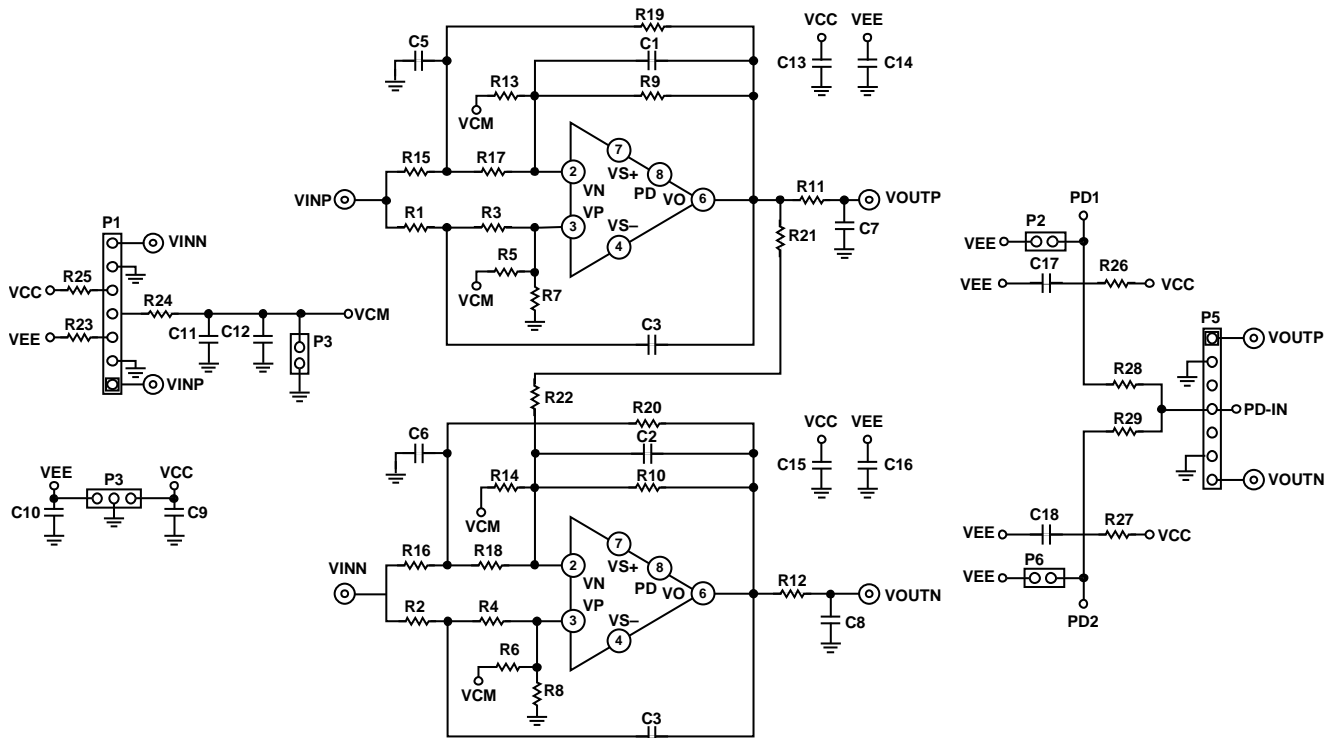 R19
VCC VEE
C5
C1
C13 C14
R13
R9
VCM
R15 R17
7
2 VS+ 8
VN PD
VO 6
R11
VOUTP
VINP
R1 R3
VP
3
VS–
4
C7
R21
R5
VCM
R7
C3
P1
VINN
R25
VCC
R24
VCM
R23
VEE
C11 C12
P3
VINP
PD1
P2
VEE
C17 R26
VEE VCC
P5
VOUTP
R28
PD-IN
R29
VOUTN
C18 R27
VEE VCC
P6
VEE
PD2
R22
R20
VCC VEE
C6
C2
C15 C16
R14
R10
VCM
VEE P3 VCC
C10 C9
R16 R18
7
2 VS+ 8
VN PD
VO 6
R12
VOUTN
VINN
R2 R4
VP
3
VS–
4
C8
R6
VCM
R8
C3